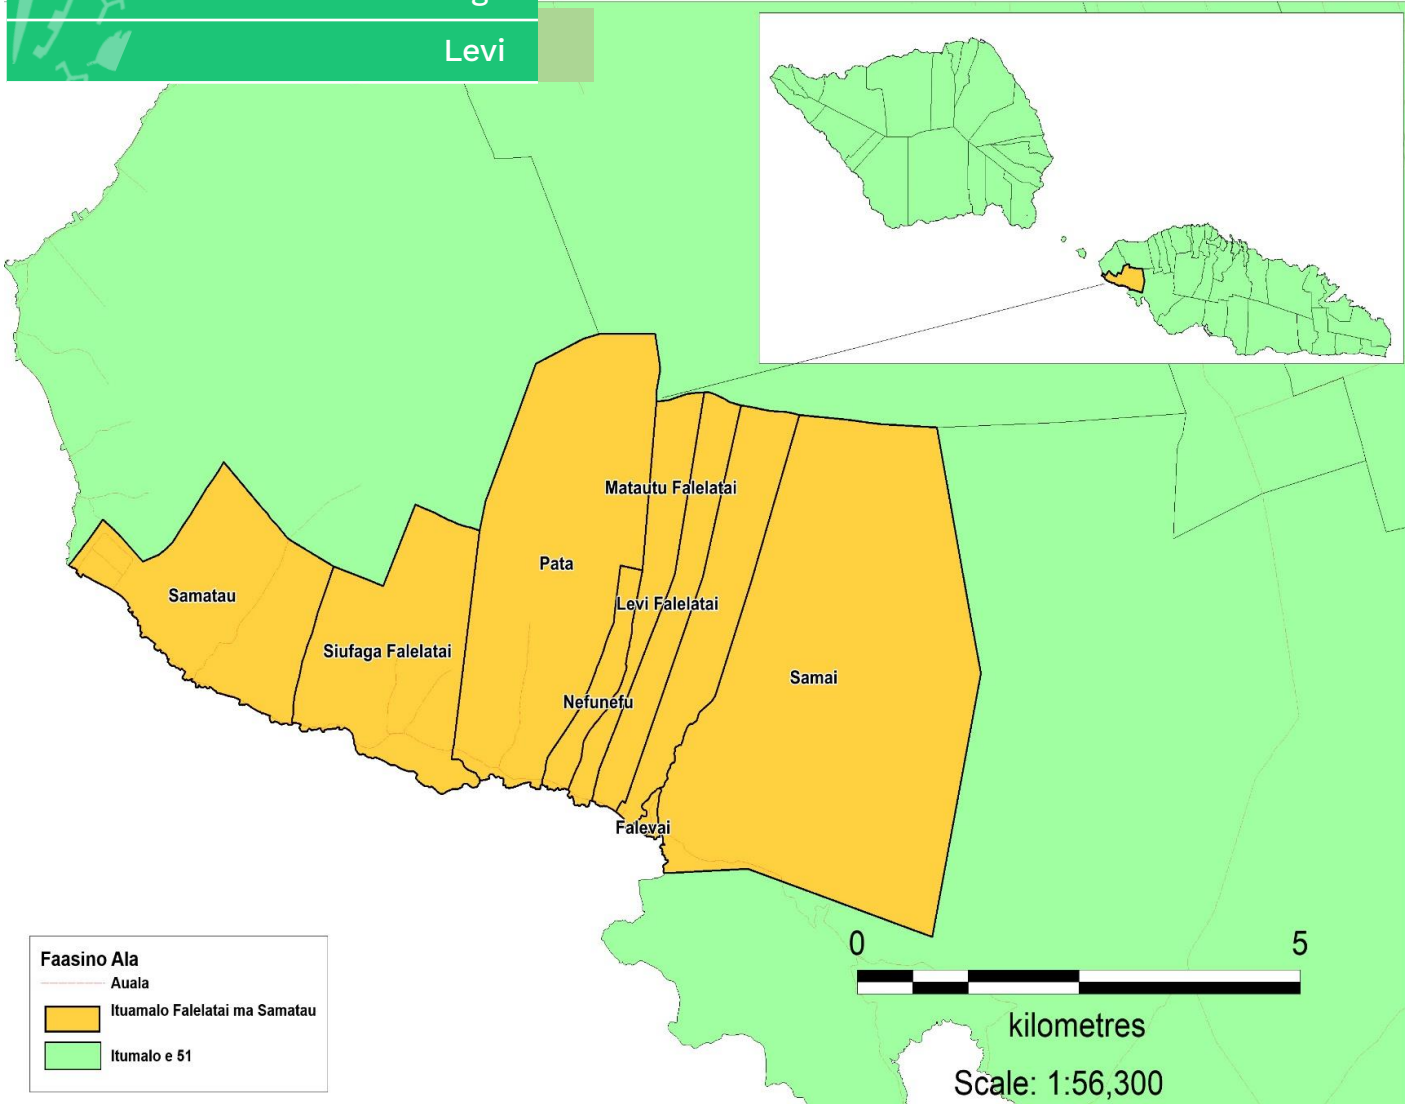 Levi
Matautu Falelatai
Pata
Samatau
Levi Falelatai
Siufaga Falelatai
Samai
Nefunefu
Falevai
0 5
kilometres
Scale: 1:56,300
Faasino Ala
Auala
Ituamalo Falelatai ma Samatau
Itumalo e 51